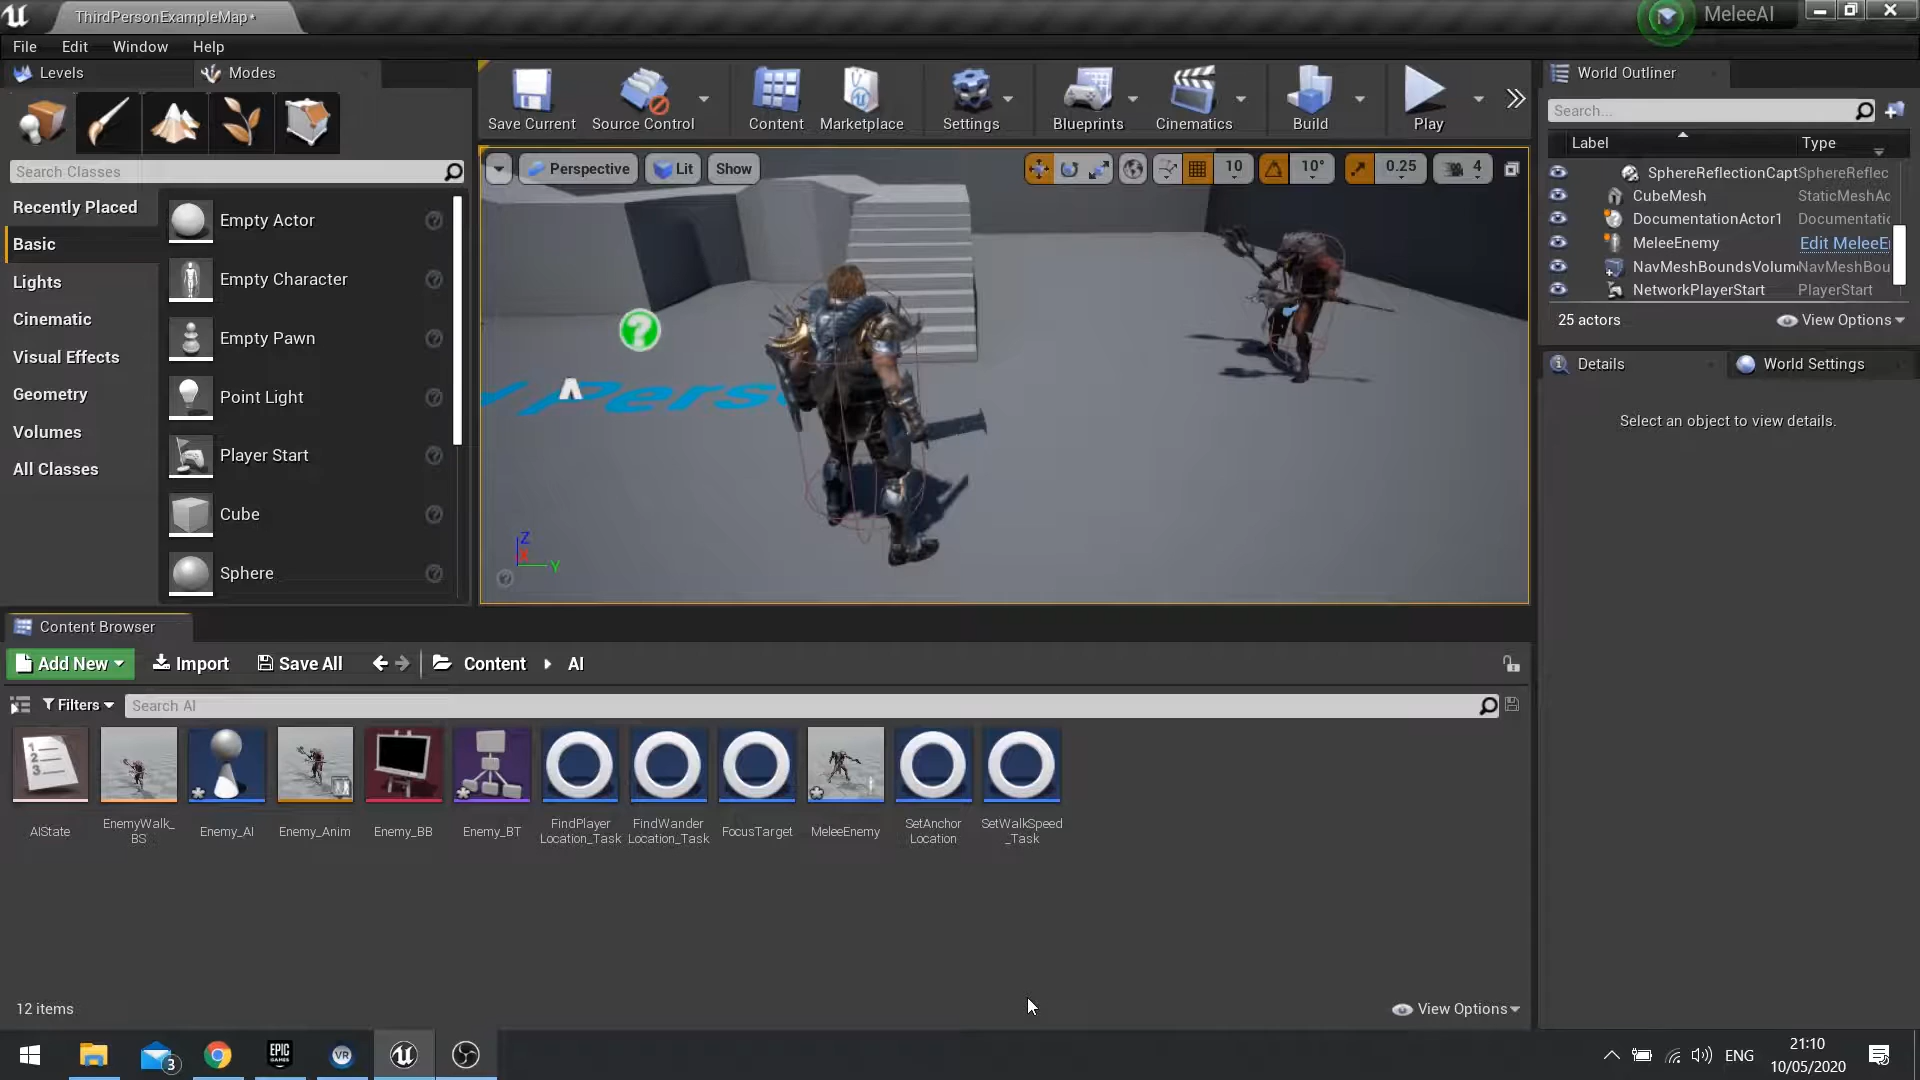 ThirdPersonExampleMap*
MeleeAI
File Edit Window Help
Levels Modes
Search Classes
Recently Placed
Basic
Lights
Cinematic
Visual Effects
Geometry
Volumes
All Classes
Empty Actor
Empty Character
Empty Pawn
Point Light
Player Start
Cube
Sphere
Save Current Source Control Content Marketplace Settings Blueprints Cinematics Build Play
Perspective Lit Show 10 10° 0.25 4
Perso
Z
X
Y
World Outliner
Search...
Label Type
SphereReflectionCapt SphereReflec
CubeMesh StaticMeshAc
DocumentationActor1 Documentatic
MeleeEnemy Edit MeleeE
NavMeshBoundsVolum NavMeshBou
NetworkPlayerStart PlayerStart
25 actors View Options
Details World Settings
Select an object to view details.
Content Browser
Add New Import Save All Content AI
Filters Search AI
AIState
EnemyWalk_
BS
Enemy_AI
Enemy_Anim
Enemy_BB
Enemy_BT
FindPlayer
Location_Task
FindWander
Location_Task
FocusTarget
MeleeEnemy
SetAnchor
Location
SetWalkSpeed
_Task
12 items View Options
3
EPIC
GAMES
VR
ENG
21:10
10/05/2020